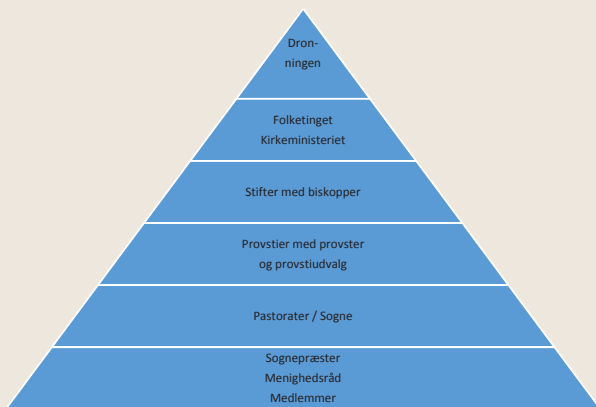 Dron-
ningen
Folketinget
Kirkeministeriet
Stifter med biskopper
Provstier med provster
og provstiudvalg
Pastorater / Sogne
Sognepræster
Menighedsråd
Medlemmer